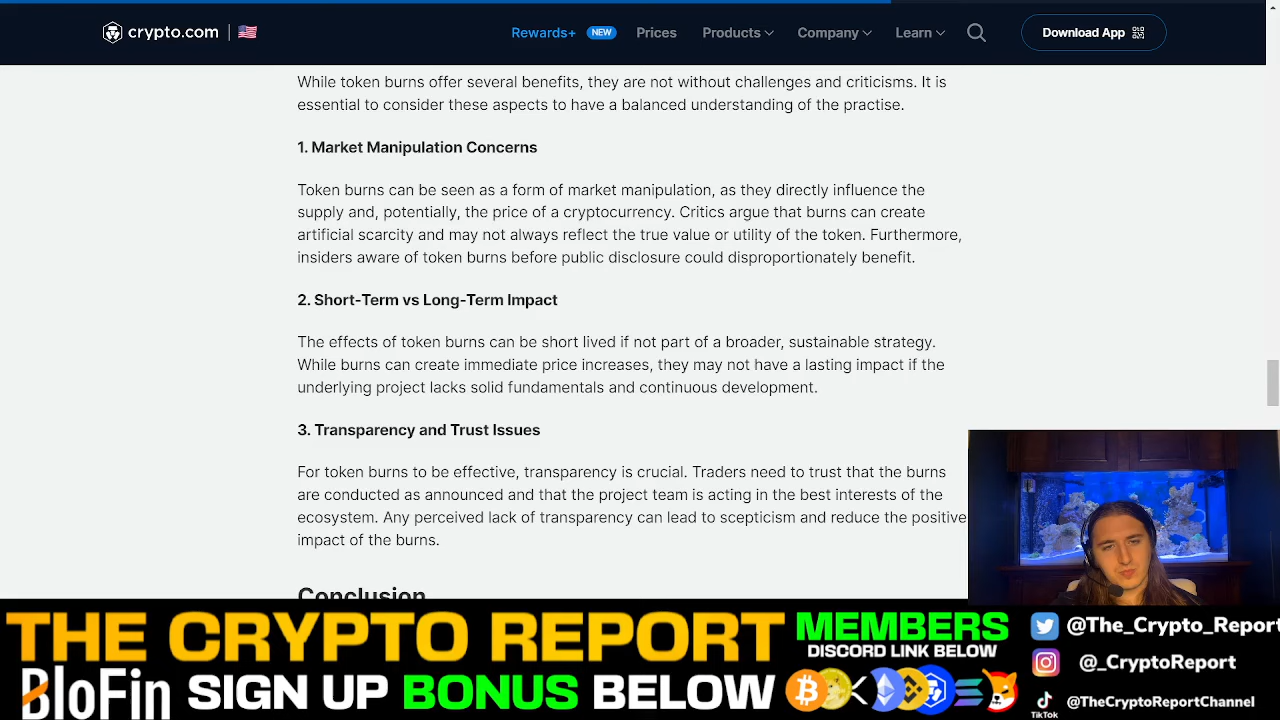 crypto.com
Rewards+ NEW Prices Products Company Learn Download App
While token burns offer several benefits, they are not without challenges and criticisms. It is
essential to consider these aspects to have a balanced understanding of the practise.
1. Market Manipulation Concerns
Token burns can be seen as a form of market manipulation, as they directly influence the
supply and, potentially, the price of a cryptocurrency. Critics argue that burns can create
artificial scarcity and may not always reflect the true value or utility of the token. Furthermore,
insiders aware of token burns before public disclosure could disproportionately benefit.
2. Short-Term vs Long-Term Impact
The effects of token burns can be short lived if not part of a broader, sustainable strategy.
While burns can create immediate price increases, they may not have a lasting impact if the
underlying project lacks solid fundamentals and continuous development.
3. Transparency and Trust Issues
For token burns to be effective, transparency is crucial. Traders need to trust that the burns
are conducted as announced and that the project team is acting in the best interests of the
ecosystem. Any perceived lack of transparency can lead to scepticism and reduce the positive
impact of the burns.
Conclusion
THE CRYPTO REPORT
MEMBERS
DISCORD LINK BELOW
BloFin SIGN UP BONUS BELOW
@The_Crypto_Report
@_CryptoReport
TikTok
@TheCryptoReportChannel